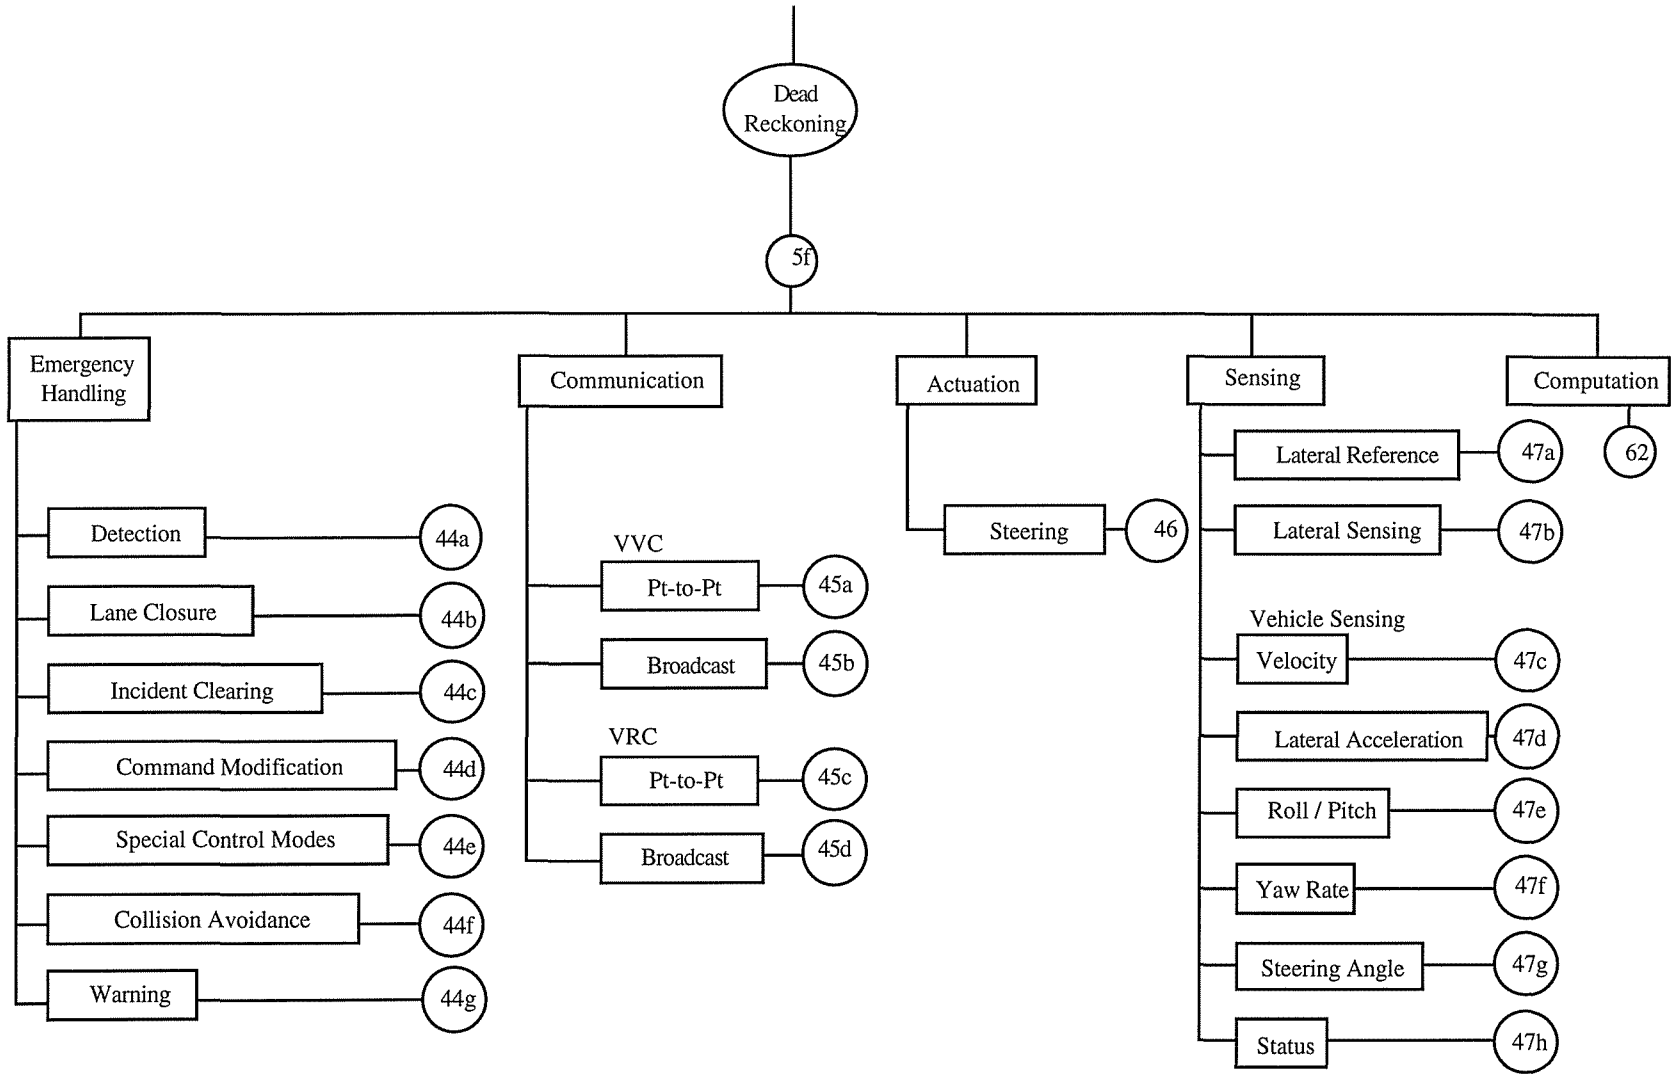 Dead
Reckoning
5f
Emergency
Handling
Detection 44a
Lane Closure 44b
Incident Clearing 44c
Command Modification 44d
Special Control Modes 44e
Collision Avoidance 44f
Warning 44g
Communication
VVC
Pt-to-Pt 45a
Broadcast 45b
VRC
Pt-to-Pt 45c
Broadcast 45d
Actuation
Steering 46
Sensing
Lateral Reference 47a
Lateral Sensing 47b
Vehicle Sensing
Velocity 47c
Lateral Acceleration 47d
Roll / Pitch 47e
Yaw Rate 47f
Steering Angle 47g
Status 47h
Computation
62